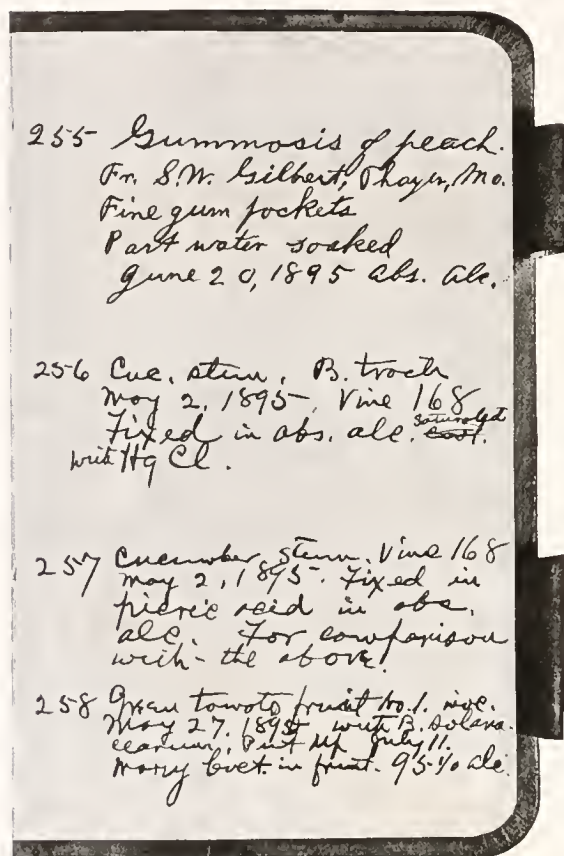 255 Gummosis of peach.
Fr. S.W. Gilbert, Thayer, Mo.
Fine gum pockets
Part water soaked
June 20, 1895 abs. alc.
256 Cuc. stem. B. trach
May 2, 1895. Vine 168
Fixed in abs. alc. saturated
with Hg Cl.
257 Cucumber stem. Vine 168
May 2, 1895. Fixed in
picric acid in abs.
alc. For comparison
with the above.
258 Green tomato fruit No. 1. inoc.
May 27, 1895 with B. solana-
cearum. Put up July 11.
Many bact. in fruit. 95% alc.